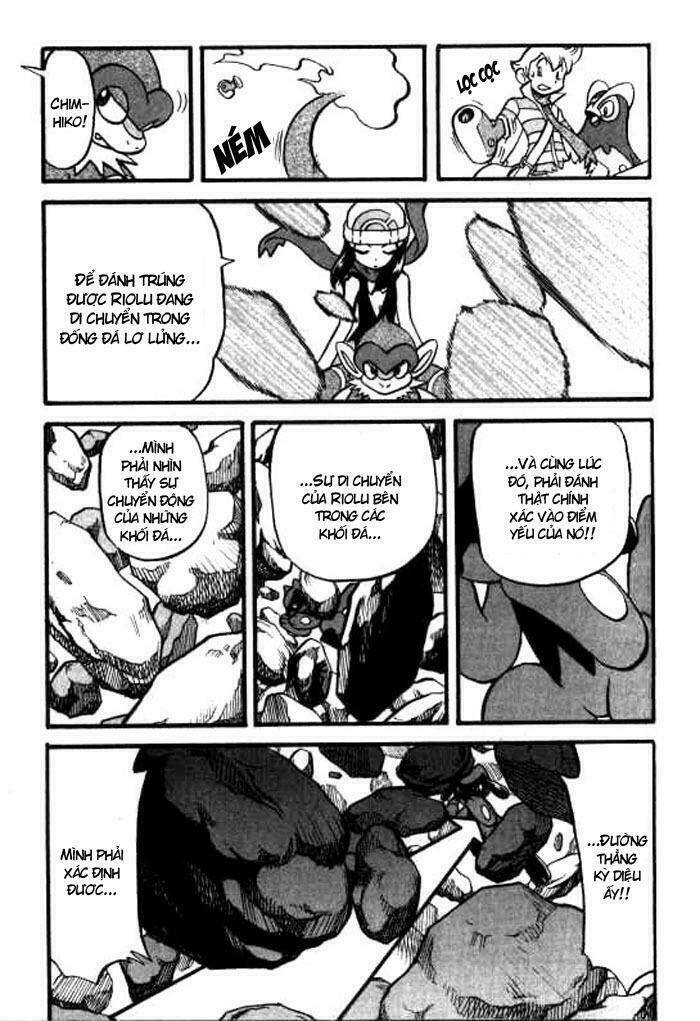 LỌC CỌC
NÉM
CHIM-
HIKO!
ĐỂ ĐÁNH TRÚNG
ĐƯỢC RIOLU ĐANG
DI CHUYỂN TRONG
ĐỐNG ĐÁ LƠ LỬNG...
...VÀ CÙNG LÚC
ĐÓ, PHẢI ĐÁNH
THẬT CHÍNH
XÁC VÀO ĐIỂM
YẾU CỦA NÓ!!
...SỰ DI CHUYỂN
CỦA RIOLU BÊN
TRONG CÁC
KHỐI ĐÁ...
...MÌNH
PHẢI NHÌN
THẤY SỰ
CHUYỂN ĐỘNG
CỦA NHỮNG
KHỐI ĐÁ...
...ĐƯỜNG
THẲNG
KỲ DIỆU
ẤY!!
MÌNH PHẢI
XÁC ĐỊNH
ĐƯỢC...